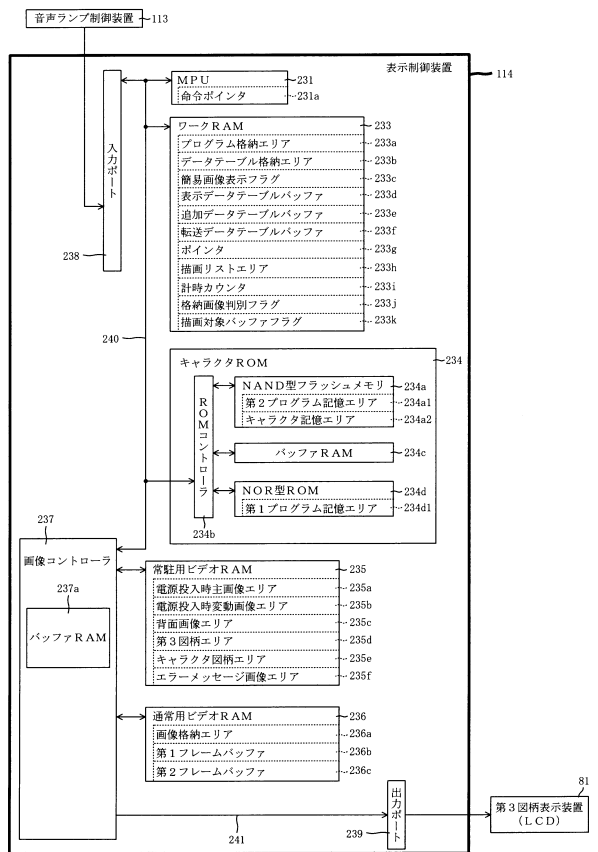 音声ランプ制御装置
113
表示制御装置
114
入力ポート
238
MPU
231
命令ポインタ
231a
ワークRAM
233
プログラム格納エリア
233a
データテーブル格納エリア
233b
簡易画像表示フラグ
233c
表示データテーブルバッファ
233d
追加データテーブルバッファ
233e
転送データテーブルバッファ
233f
ポインタ
233g
描画リストエリア
233h
計時カウンタ
233i
格納画像判別フラグ
233j
描画対象バッファフラグ
233k
240
キャラクタROM
234
ROMコントローラ
234b
NAND型フラッシュメモリ
234a
第2プログラム記憶エリア
234a1
キャラクタ記憶エリア
234a2
バッファRAM
234c
NOR型ROM
234d
第1プログラム記憶エリア
234d1
237
画像コントローラ
237a
バッファRAM
常駐用ビデオRAM
235
電源投入時主画像エリア
235a
電源投入時変動画像エリア
235b
背面画像エリア
235c
第3図柄エリア
235d
キャラクタ図柄エリア
235e
エラーメッセージ画像エリア
235f
通常用ビデオRAM
236
画像格納エリア
236a
第1フレームバッファ
236b
第2フレームバッファ
236c
241
出力ポート
239
81
第3図柄表示装置
(LCD)